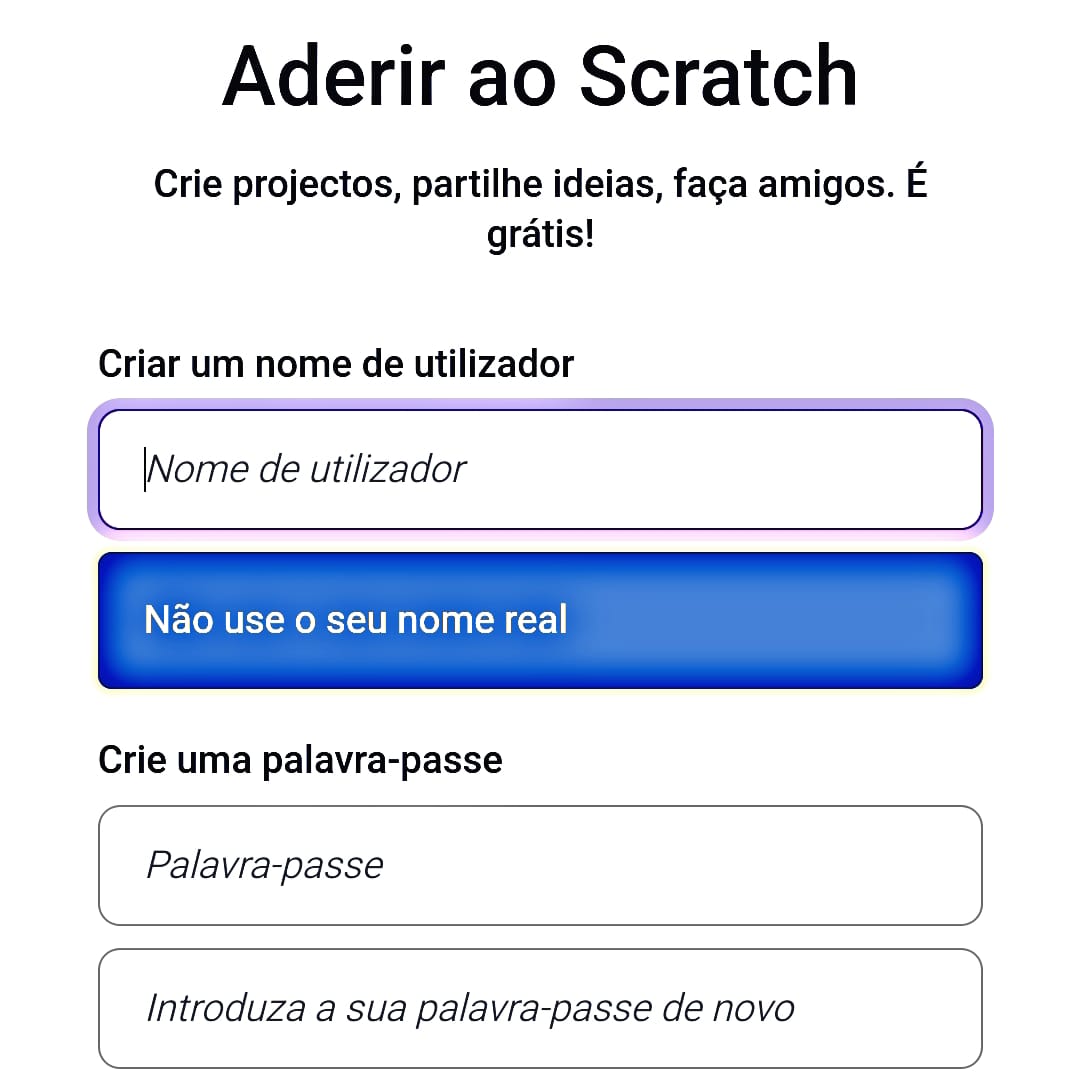 Aderir ao Scratch
Crie projectos, partilhe ideias, faça amigos. É
grátis!
Criar um nome de utilizador
Nome de utilizador
Não use o seu nome real
Crie uma palavra-passe
Palavra-passe
Introduza a sua palavra-passe de novo